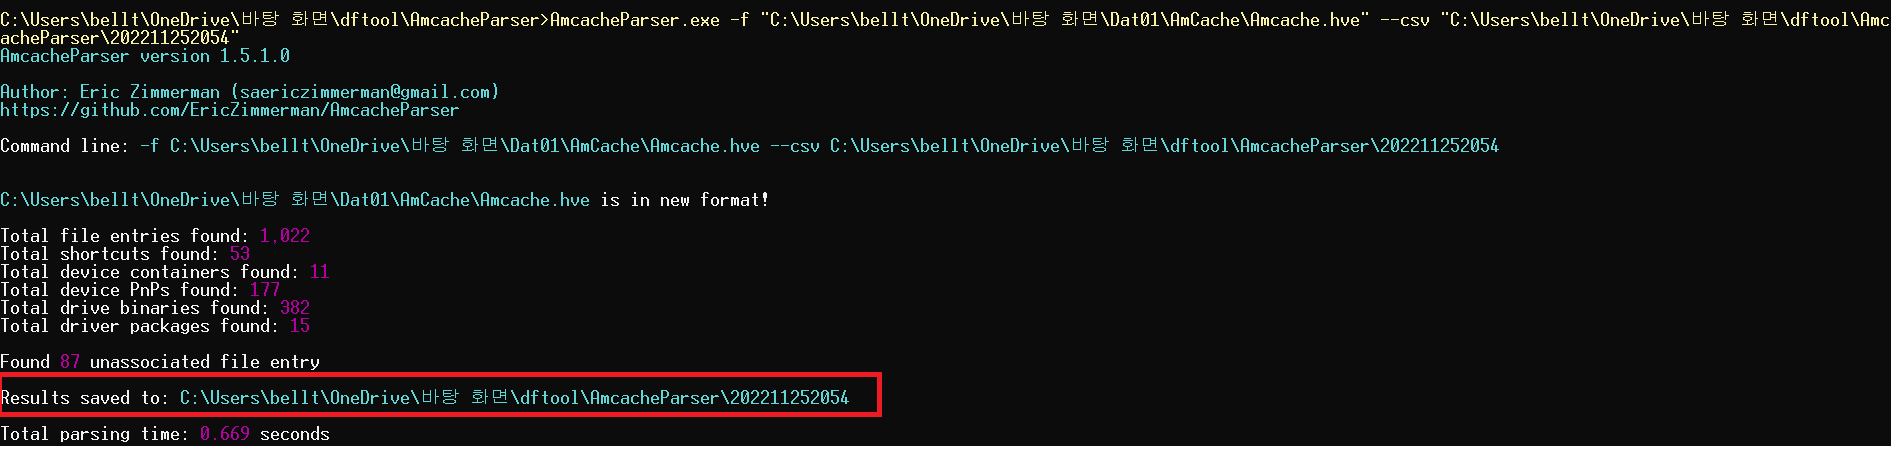 C:\Users\bellt\OneDrive\바탕 화면\dftool\AmcacheParser>AmcacheParser.exe -f "C:\Users\bellt\OneDrive\바탕 화면\Dat01\AmCache\Amcache.hve" --csv "C:\Users\bellt\OneDrive\바탕 화면\dftool\Amc
acheParser\202211252054"
AmcacheParser version 1.5.1.0
Author: Eric Zimmerman (saericzimmerman@gmail.com)
https://github.com/EricZimmerman/AmcacheParser
Command line: -f C:\Users\bellt\OneDrive\바탕 화면\Dat01\AmCache\Amcache.hve --csv C:\Users\bellt\OneDrive\바탕 화면\dftool\AmcacheParser\202211252054
C:\Users\bellt\OneDrive\바탕 화면\Dat01\AmCache\Amcache.hve is in new format!
Total file entries found: 1,022
Total shortcuts found: 53
Total device containers found: 11
Total device PnPs found: 177
Total drive binaries found: 382
Total driver packages found: 15
Found 87 unassociated file entry
Results saved to: C:\Users\bellt\OneDrive\바탕 화면\dftool\AmcacheParser\202211252054
Total parsing time: 0.669 seconds